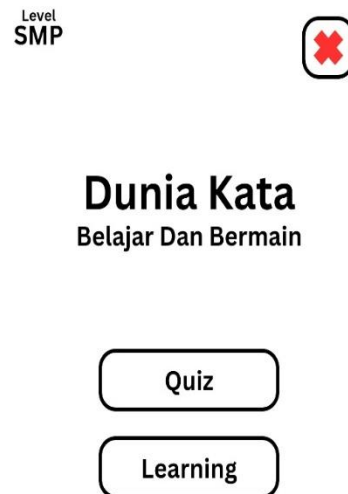 Level
SMP
Dunia Kata
Belajar Dan Bermain
Quiz
Learning